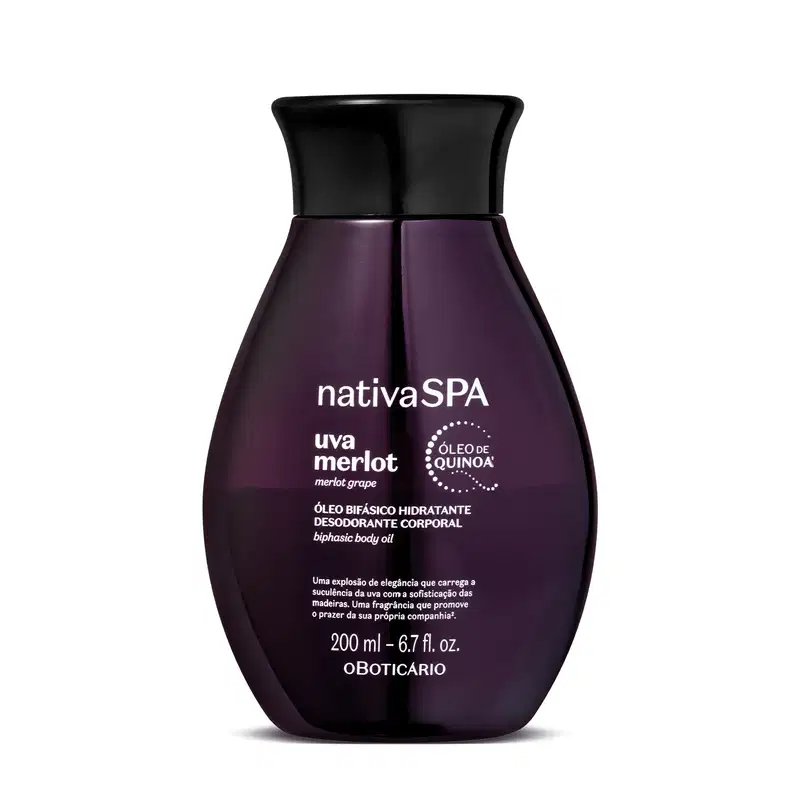 nativaSPA
uva
merlot
merlot grape
ÓLEO DE
QUINOA¹
ÓLEO BIFÁSICO HIDRATANTE
DESODORANTE CORPORAL
biphasic body oil
Uma explosão de elegância que carrega a
suculência da uva com a sofisticação das
madeiras. Uma fragrância que promove
o prazer da sua própria companhia².
200 ml – 6.7 fl. oz.
oBOTICÁRIO